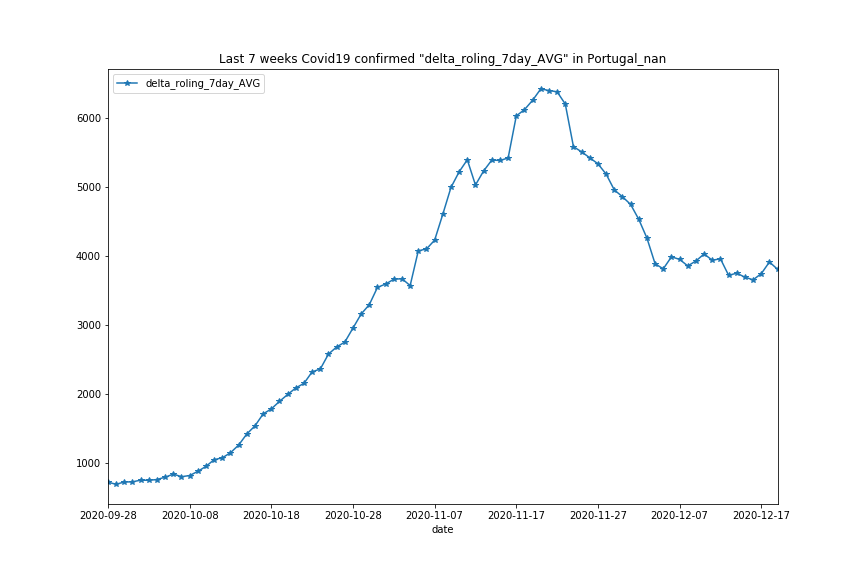 Last 7 weeks Covid19 confirmed "delta_roling_7day_AVG" in Portugal_nan
delta_roling_7day_AVG
6000
5000
4000
3000
2000
1000
2020-09-28 2020-10-08 2020-10-18 2020-10-28 2020-11-07 2020-11-17 2020-11-27 2020-12-07 2020-12-17
date